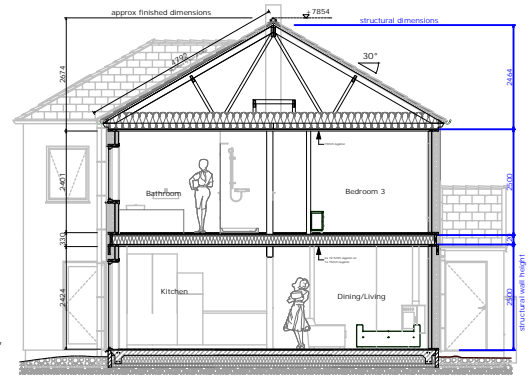 approx finished dimensions
7854
structural dimensions
4792
30°
2674
2464
2401
Bathroom
Bedroom 3
2500
330
2424
Kitchen
Dining/Living
structural wall height